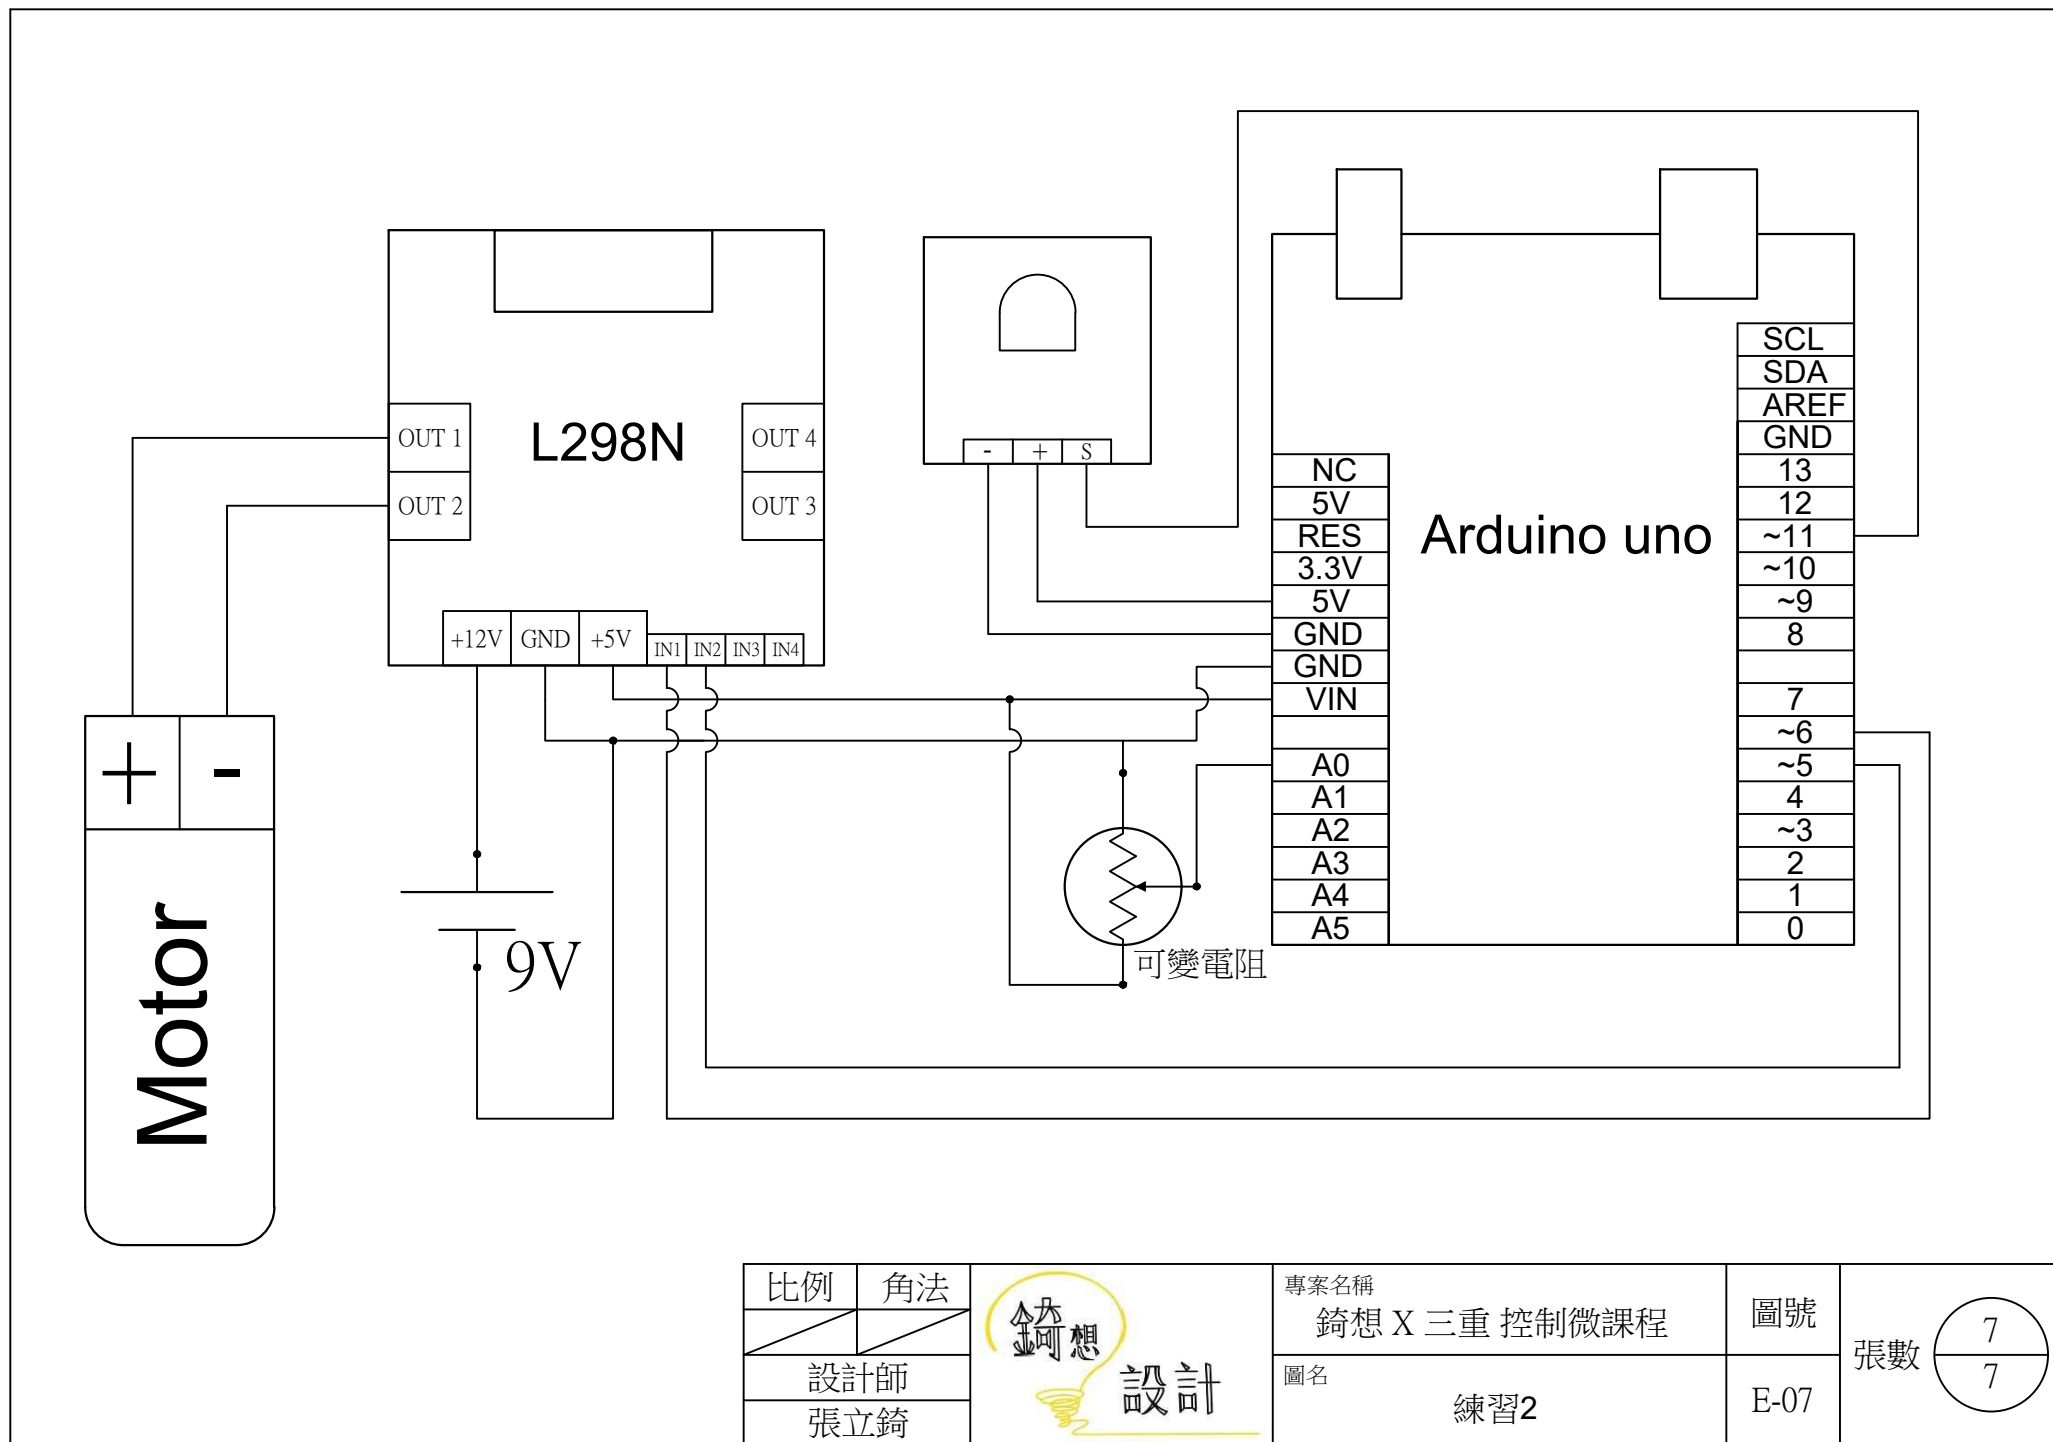 L298N
OUT 1
OUT 2
OUT 4
OUT 3
+12V
GND
+5V
IN1
IN2
IN3
IN4
-
+
S
Arduino uno
NC
5V
RES
3.3V
5V
GND
GND
VIN
A0
A1
A2
A3
A4
A5
SCL
SDA
AREF
GND
13
12
~11
~10
~9
8
7
~6
~5
4
~3
2
1
0
+
-
Motor
9V
可變電阻
比例
角法
設計師
張立錡
錡想
設計
專案名稱
錡想 X 三重 控制微課程
圖名
練習2
圖號
E-07
張數
7
7